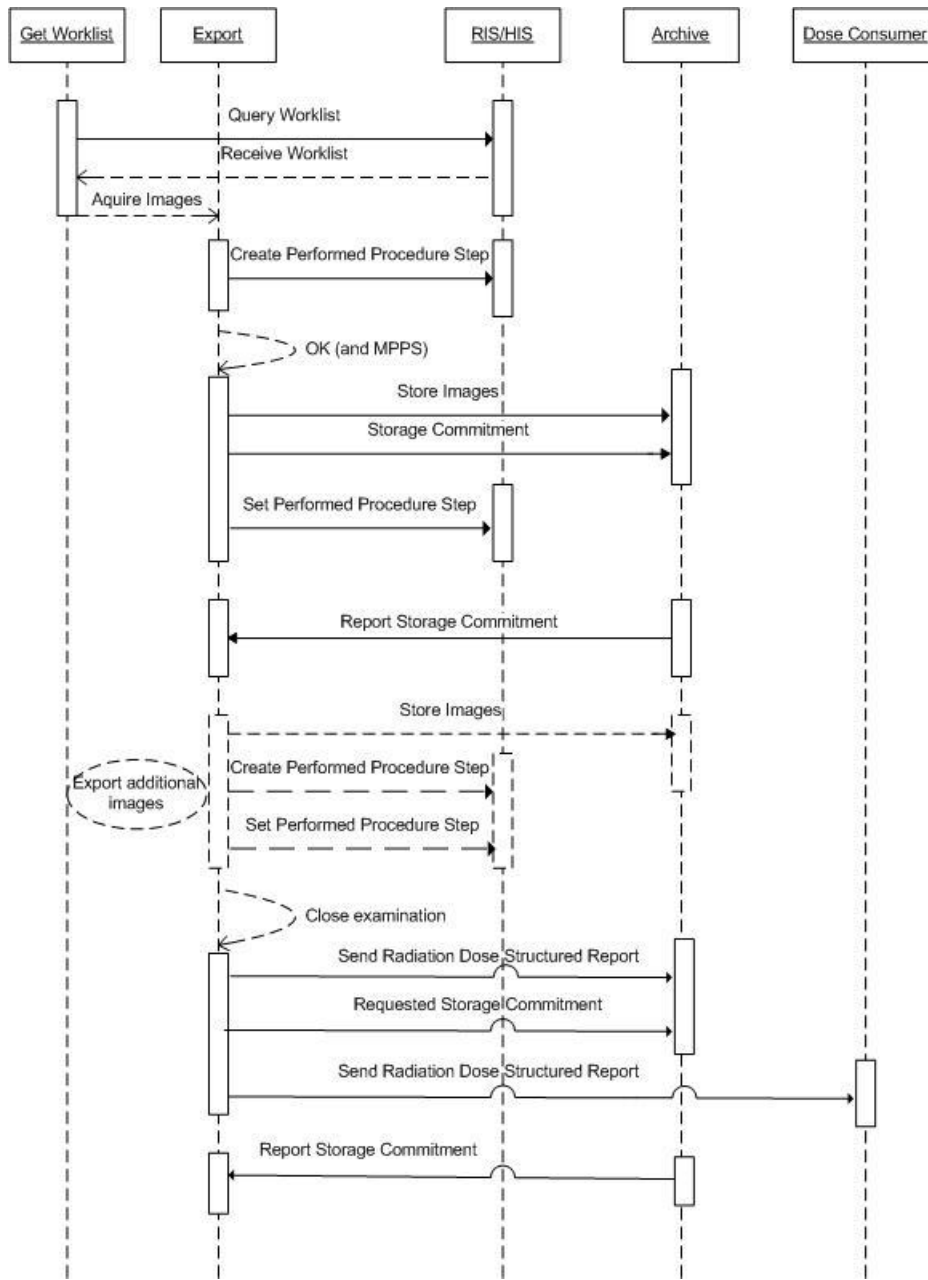 Get Worklist
Export
RIS/HIS
Archive
Dose Consumer
Query Worklist
Receive Worklist
Aquire Images
Create Performed Procedure Step
OK (and MPPS)
Store Images
Storage Commitment
Set Performed Procedure Step
Report Storage Commitment
Store Images
Create Performed Procedure Step
Export additional
images
Set Performed Procedure Step
Close examination
Send Radiation Dose Structured Report
Requested Storage Commitment
Send Radiation Dose Structured Report
Report Storage Commitment